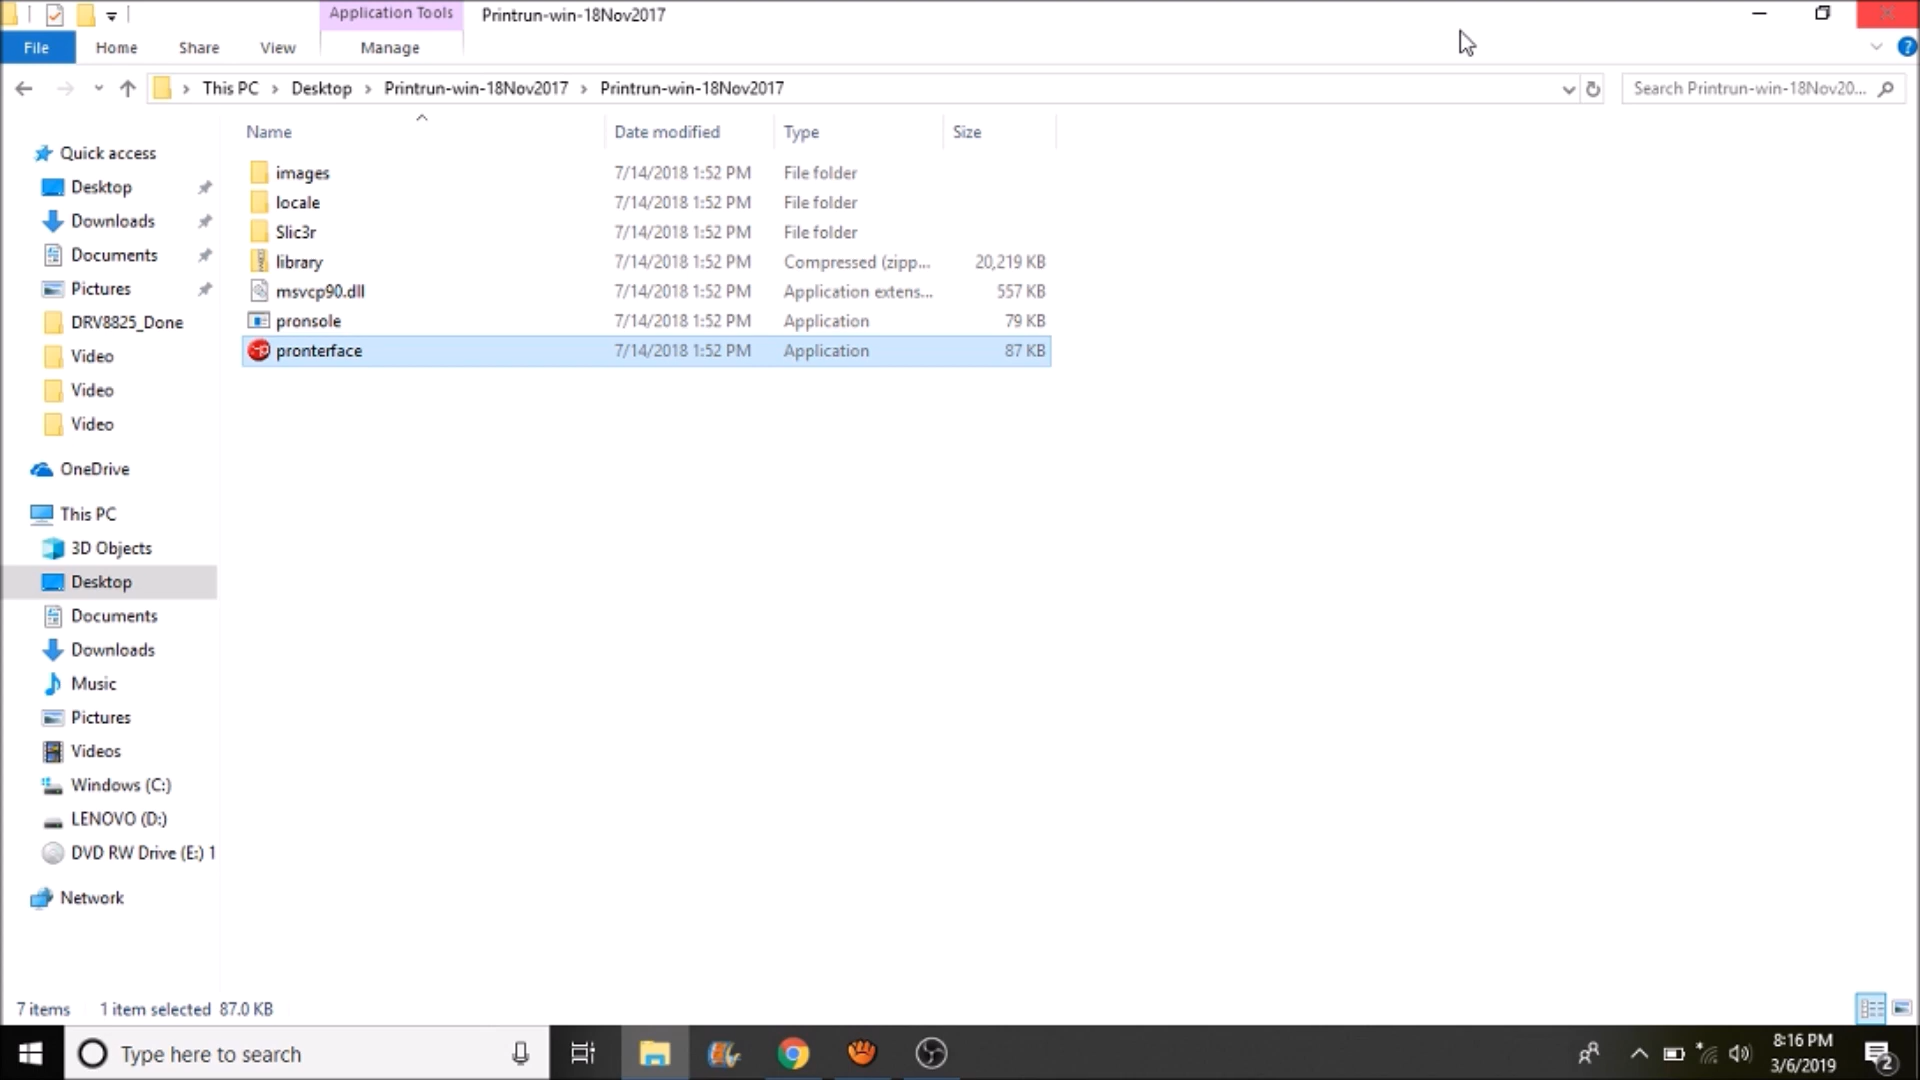 Application Tools
Printrun-win-18Nov2017
File
Home
Share
View
Manage
This PC
Desktop
Printrun-win-18Nov2017
Printrun-win-18Nov2017
Search Printrun-win-18Nov20...
Name
Date modified
Type
Size
images 7/14/2018 1:52 PM File folder
locale 7/14/2018 1:52 PM File folder
Slic3r 7/14/2018 1:52 PM File folder
library 7/14/2018 1:52 PM Compressed (zipp... 20,219 KB
msvcp90.dll 7/14/2018 1:52 PM Application extens... 557 KB
pronsole 7/14/2018 1:52 PM Application 79 KB
pronterface 7/14/2018 1:52 PM Application 87 KB
Quick access
Desktop
Downloads
Documents
Pictures
DRV8825_Done
Video
Video
Video
OneDrive
This PC
3D Objects
Desktop
Documents
Downloads
Music
Pictures
Videos
Windows (C:)
LENOVO (D:)
DVD RW Drive (E:) 1
Network
7 items 1 item selected 87.0 KB
Type here to search
8:16 PM
3/6/2019
2